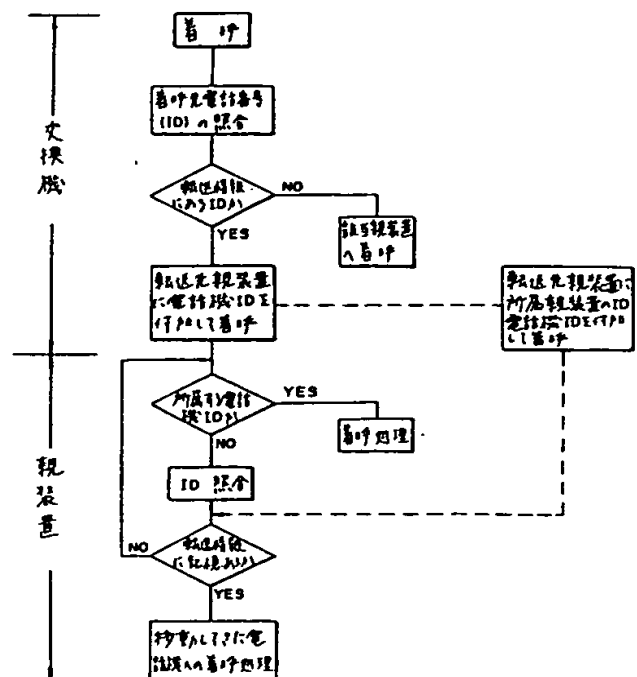 着呼
着呼先電話番号
(ID)の照合
交換機
転送情報
にあるIDか
NO
YES
該当親装置
へ着呼
転送先親装置
に電話機IDを
付加して着呼
転送先親装置に
所属親装置のID
電話機IDを付加
して着呼
所属する電話
機IDか
YES
着呼処理
NO
親装置
ID 照合
NO
転送情報
YES
移動してきた電
話機への着呼処理